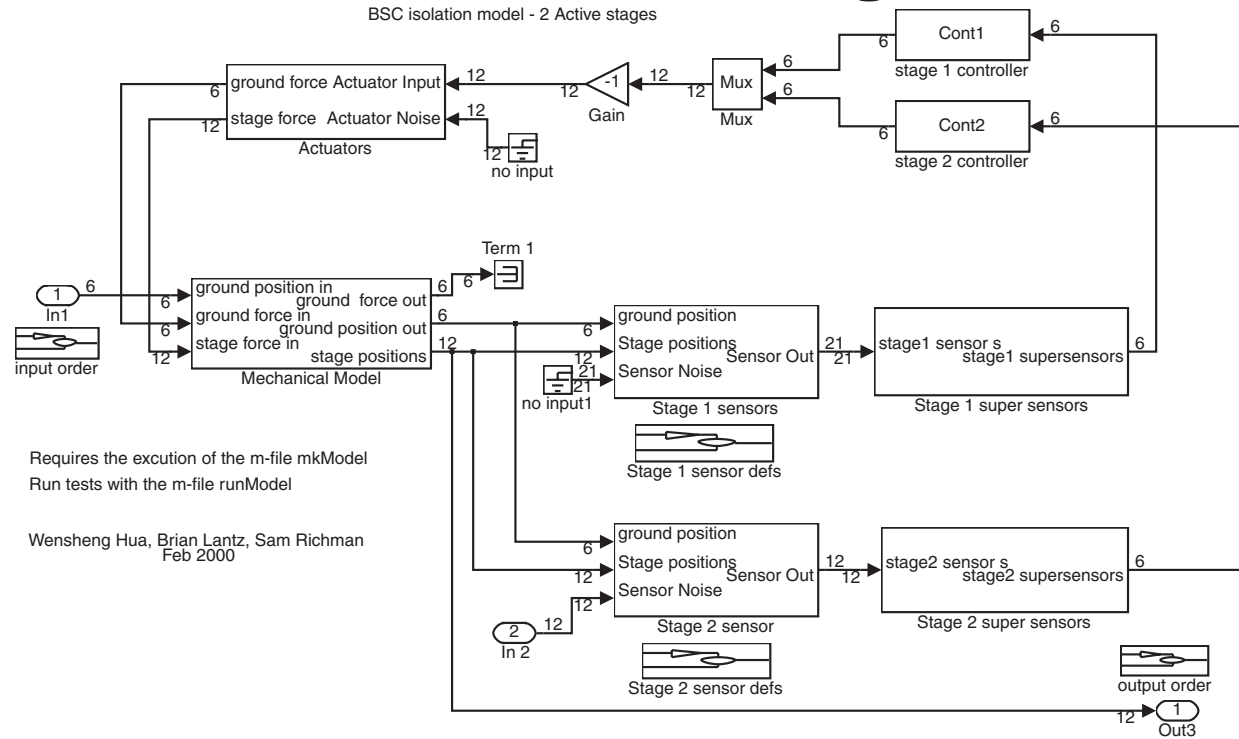 BSC isolation model - 2 Active stages
Cont1
6
6
stage 1 controller
6
6
Mux
Mux
Cont2
6
6
stage 2 controller
12
12
-1
Gain
12
12
ground force Actuator Input
stage force Actuator Noise
Actuators
6
12
12
12
no input
Term 1
6
6
1
In1
6
6
6
12
input order
ground position in
ground force out
ground force in
ground position out
stage force in
stage positions
Mechanical Model
6
12
6
12
21
21
no input1
ground position
Stage positions
Sensor Out
Sensor Noise
Stage 1 sensors
21
21
stage1 sensor s
stage1 supersensors
6
Stage 1 super sensors
Stage 1 sensor defs
Requires the excution of the m-file mkModel
Run tests with the m-file runModel
Wensheng Hua, Brian Lantz, Sam Richman
Feb 2000
6
12
12
12
2
In 2
ground position
Stage positions
Sensor Out
Sensor Noise
Stage 2 sensor
12
12
stage2 sensor s
stage2 supersensors
6
Stage 2 super sensors
Stage 2 sensor defs
output order
12
1
Out3